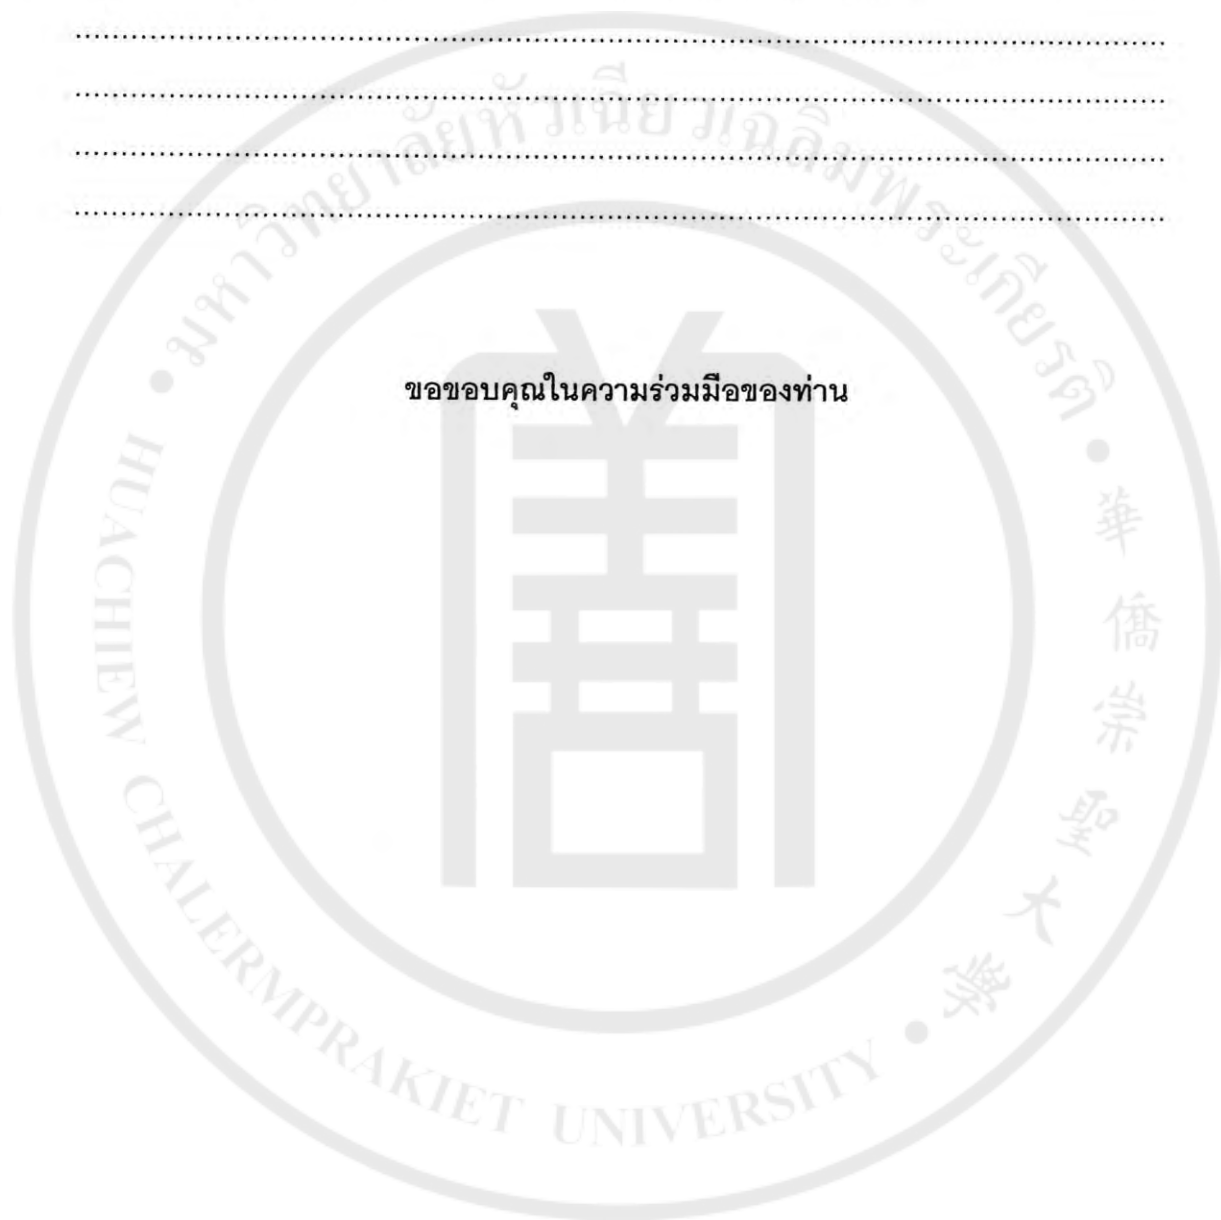 ................................................................................
................................................................................
................................................................................
................................................................................
ขอขอบคุณในความร่วมมือของท่าน
มหาวิทยาลัยหัวเฉียวเฉลิมพระเกียรติ
華僑崇聖大學
HUACHIEW CHALERMPRAKIET UNIVERSITY